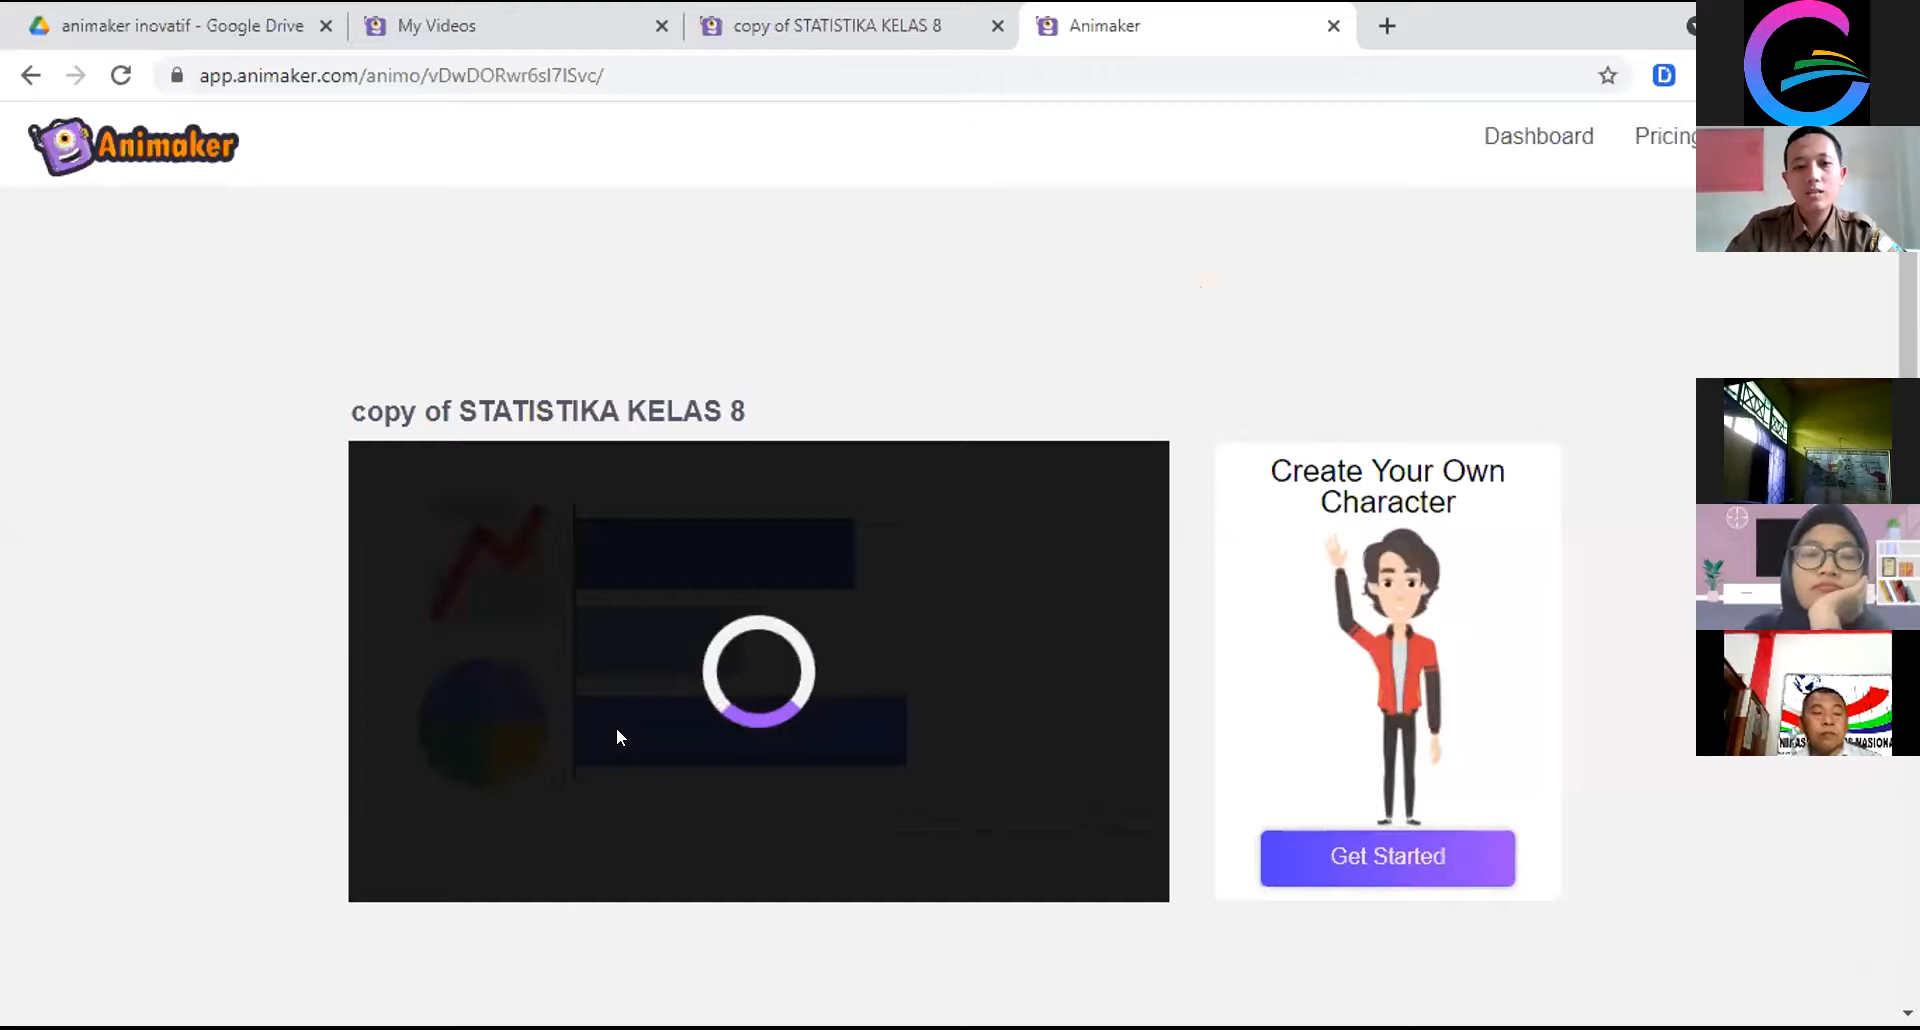 animaker inovatif - Google Drive
My Videos
copy of STATISTIKA KELAS 8
Animaker
app.animaker.com/animo/vDwDORwr6sI7ISvc/
Animaker
Dashboard
Pricing
copy of STATISTIKA KELAS 8
Create Your Own
Character
Get Started